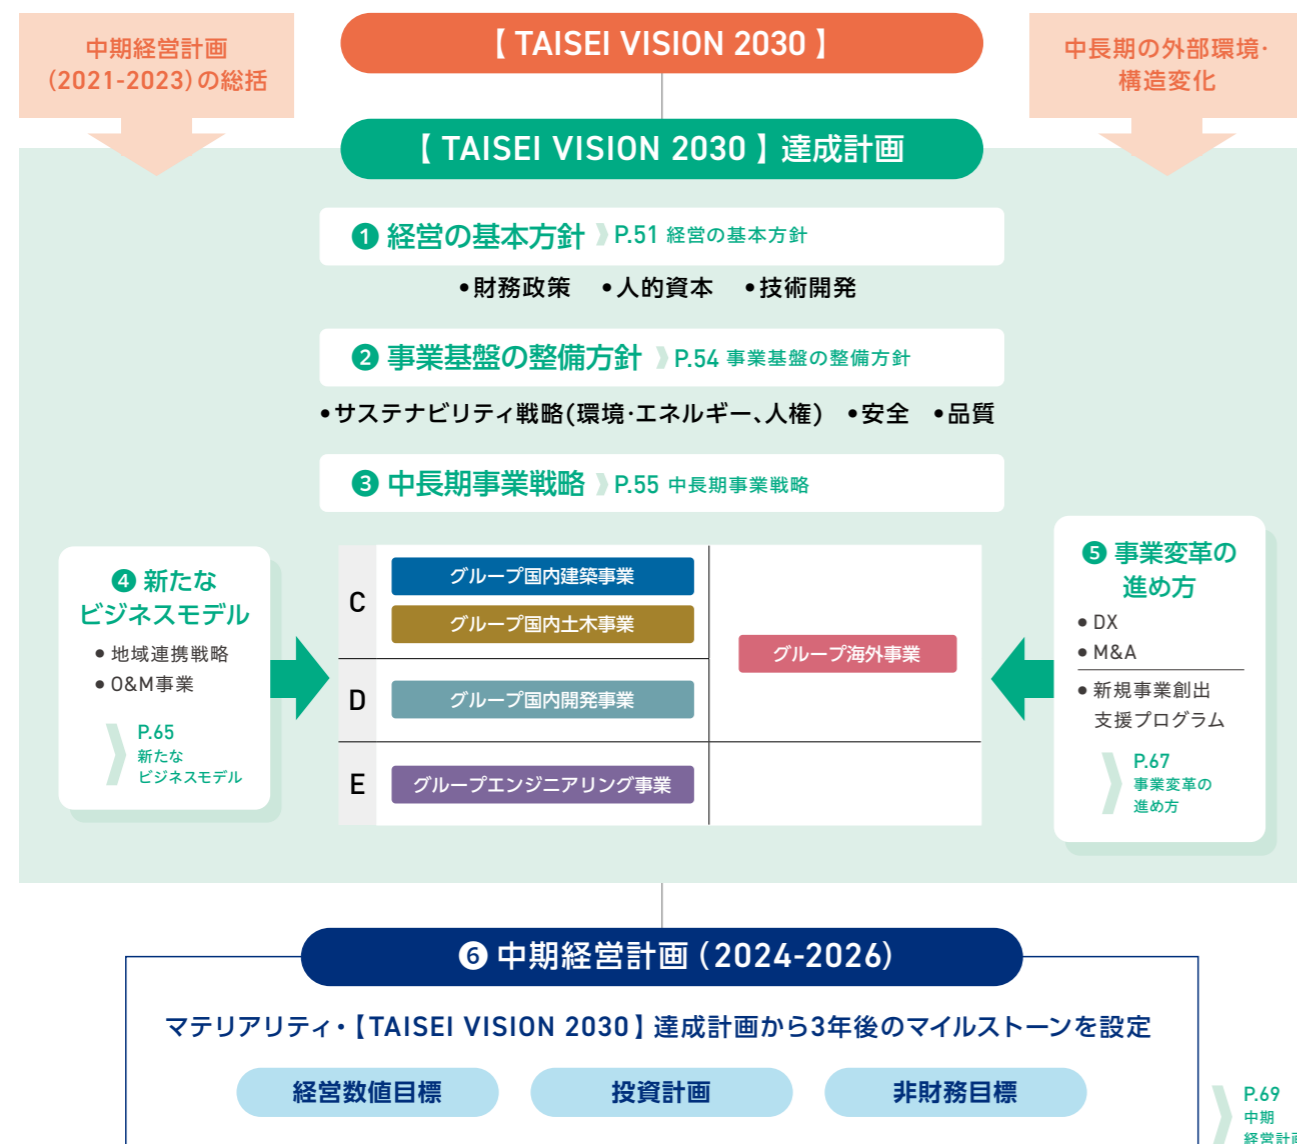 中期経営計画
(2021-2023)の総括
【 TAISEI VISION 2030 】
中長期の外部環境・
構造変化
【 TAISEI VISION 2030 】達成計画
❶ 経営の基本方針 P.51 経営の基本方針
•財務政策 •人的資本 •技術開発
❷ 事業基盤の整備方針 P.54 事業基盤の整備方針
•サステナビリティ戦略(環境・エネルギー、人権) •安全 •品質
❸ 中長期事業戦略 P.55 中長期事業戦略
❹ 新たな
ビジネスモデル
• 地域連携戦略
• O&M事業
P.65
新たな
ビジネスモデル
C
グループ国内建築事業
グループ国内土木事業
D
グループ国内開発事業
E
グループエンジニアリング事業
グループ海外事業
❺ 事業変革の
進め方
• DX
• M&A
• 新規事業創出
支援プログラム
P.67
事業変革の
進め方
❻ 中期経営計画(2024-2026)
マテリアリティ・【TAISEI VISION 2030】達成計画から3年後のマイルストーンを設定
経営数値目標
投資計画
非財務目標
P.69
中期
経営計画